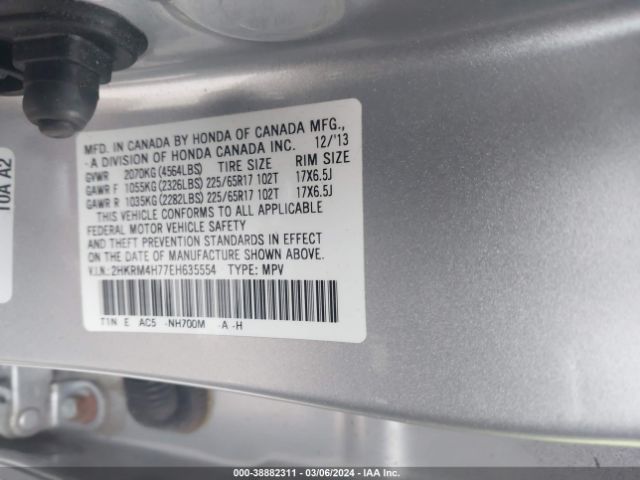 10A A2
MFD. IN CANADA BY HONDA OF CANADA MFG.,
-A DIVISION OF HONDA CANADA INC. 12/'13
GVWR 2070KG(4564LBS) TIRE SIZE RIM SIZE
GAWR F 1055KG(2326LBS)225/65R17 102T 17X6.5J
GAWR R 1035KG(2282LBS)225/65R17 102T 17X6.5J
THIS VEHICLE CONFORMS TO ALL APPLICABLE
FEDERAL MOTOR VEHICLE SAFETY
AND THEFT PREVENTION STANDARDS IN EFFECT
ON THE DATE OF MANUFACTURE SHOWN ABOVE.
V.I.N.:2HKRM4H77EH635554 TYPE: MPV
T1N E AC5 -NH700M -A -H
000-38882311 - 03/06/2024 - IAA Inc.